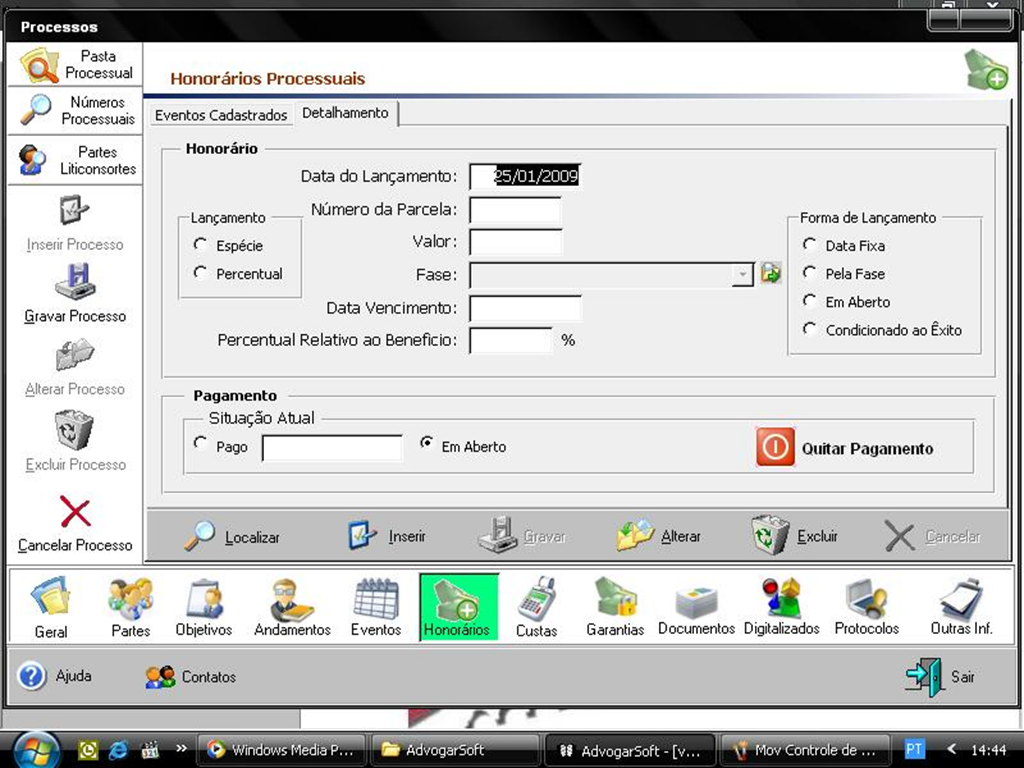 Processos
Pasta
Processual
Números
Processuais
Partes
Liticonsortes
Inserir Processo
Gravar Processo
Alterar Processo
Excluir Processo
Cancelar Processo
Honorários Processuais
Eventos Cadastrados
Detalhamento
Honorário
Data do Lançamento: 25/01/2009
Número da Parcela:
Valor:
Fase:
Data Vencimento:
Percentual Relativo ao Beneficio: %
Lançamento
Espécie
Percentual
Forma de Lançamento
Data Fixa
Pela Fase
Em Aberto
Condicionado ao Êxito
Pagamento
Situação Atual
Pago
Em Aberto
Quitar Pagamento
Localizar
Inserir
Gravar
Alterar
Excluir
Cancelar
Geral
Partes
Objetivos
Andamentos
Eventos
Honorários
Custas
Garantias
Documentos
Digitalizados
Protocolos
Outras Inf.
Ajuda
Contatos
Sair
»
Windows Media P...
AdvogarSoft
AdvogarSoft - [v...
Mov Controle de ...
PT
14:44